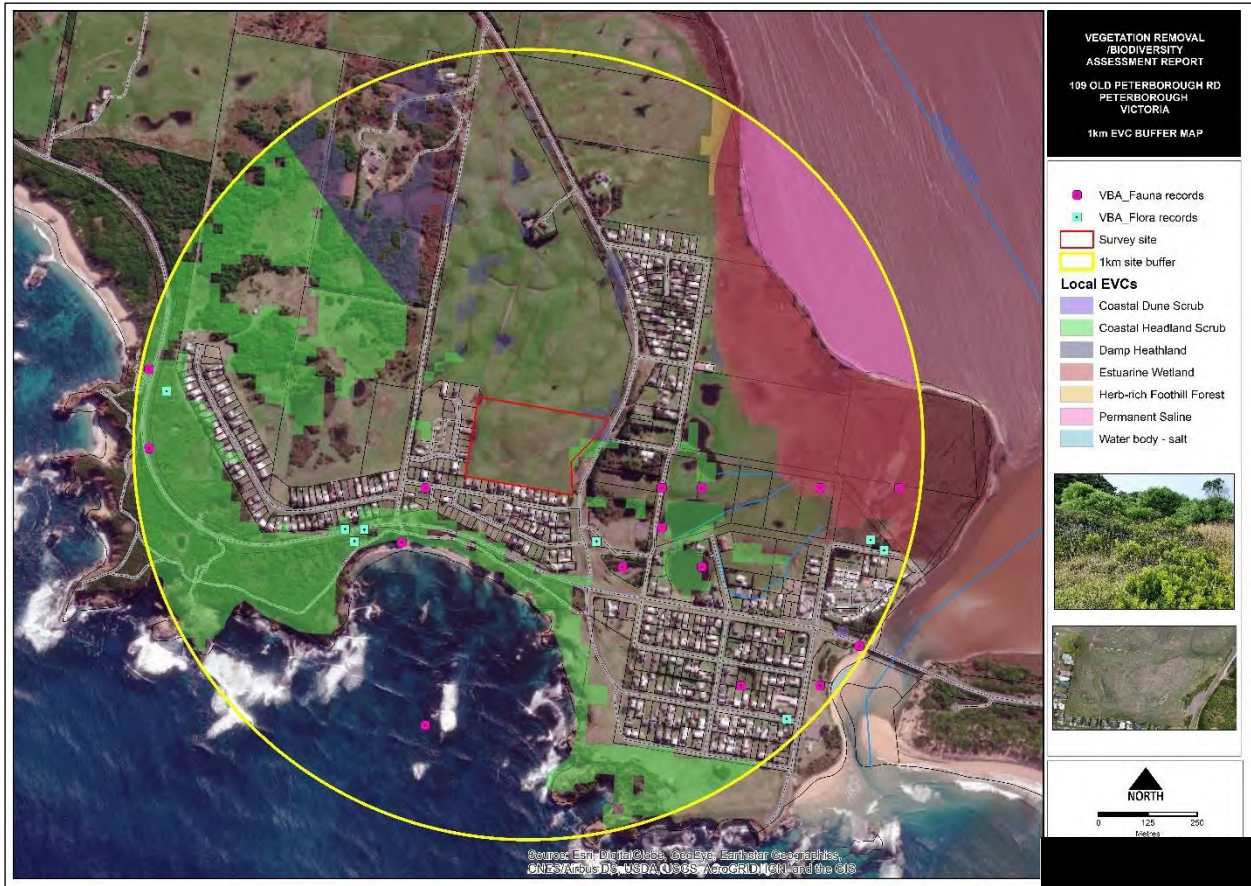 VEGETATION REMOVAL
/BIODIVERSITY
ASSESSMENT REPORT
109 OLD PETERBOROUGH RD
PETERBOROUGH
VICTORIA
1km EVC BUFFER MAP
VBA_Fauna records
VBA_Flora records
Survey site
1km site buffer
Local EVCs
Coastal Dune Scrub
Coastal Headland Scrub
Damp Heathland
Estuarine Wetland
Herb-rich Foothill Forest
Permanent Saline
Water body - salt
NORTH
0 125 250
Metres
Source: Esri, DigitalGlobe, GeoEye, Earthstar Geographics,
CNES/Airbus DS, USDA, USGS, AeroGRID, IGN, and the GIS